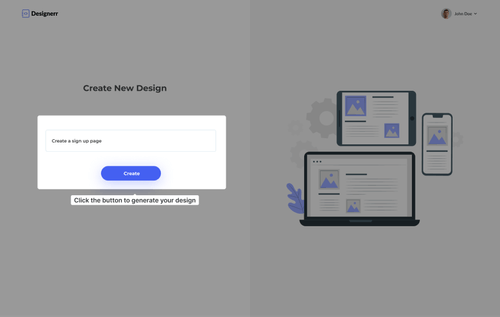 Designerr
John Doe
Create New Design
Create a sign up page
Create
Click the button to generate your design